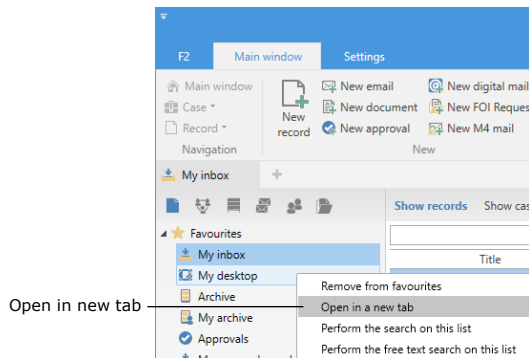 F2 Main window Settings
Main window
Case
Record
Navigation
New record
New email
New document
New approval
New digital mail
New FOI Reques
New M4 mail
New
My inbox +
Show records Show cas
Favourites
My inbox
My desktop
Archive
My archive
Approvals
Title
Remove from favourites
Open in a new tab
Perform the search on this list
Perform the free text search on this list
Open in new tab